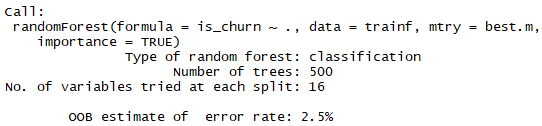 Call:
randomForest(formula = is_churn ~ ., data = trainf, mtry = best.m,
importance = TRUE)
Type of random forest: classification
Number of trees: 500
No. of variables tried at each split: 16
OOB estimate of  error rate: 2.5%